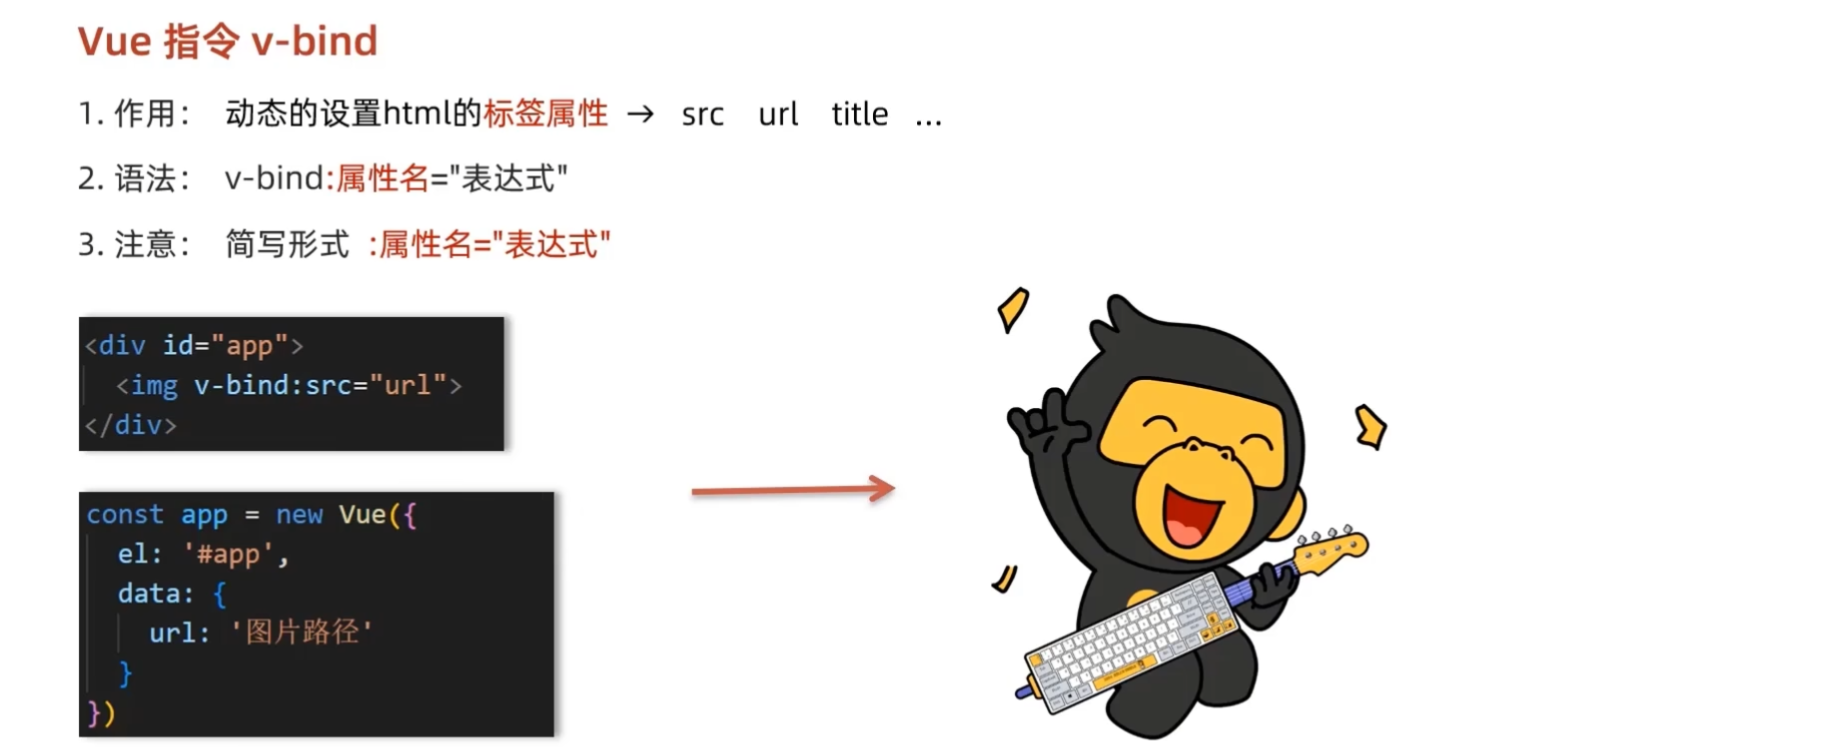 Vue 指令 v-bind
1. 作用： 动态的设置html的标签属性 → src url title ...
2. 语法： v-bind:属性名="表达式"
3. 注意： 简写形式 :属性名="表达式"
<div id="app">
<img v-bind:src="url">
</div>
const app = new Vue({
el: '#app',
data: {
url: '图片路径'
}
})